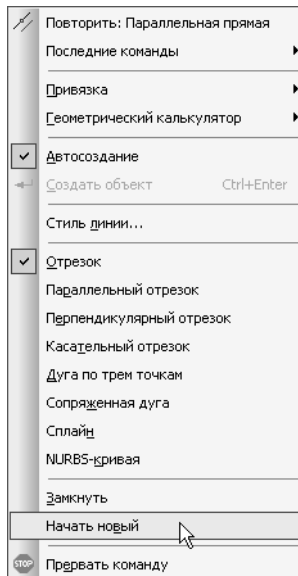 Повторить: Параллельная прямая
Последние команды
Привязка
Геометрический калькулятор
Автосоздание
Создать объект Ctrl+Enter
Стиль линии...
Отрезок
Параллельный отрезок
Перпендикулярный отрезок
Касательный отрезок
Дуга по трем точкам
Сопряженная дуга
Сплайн
NURBS-кривая
Замкнуть
Начать новый
STOP Прервать команду